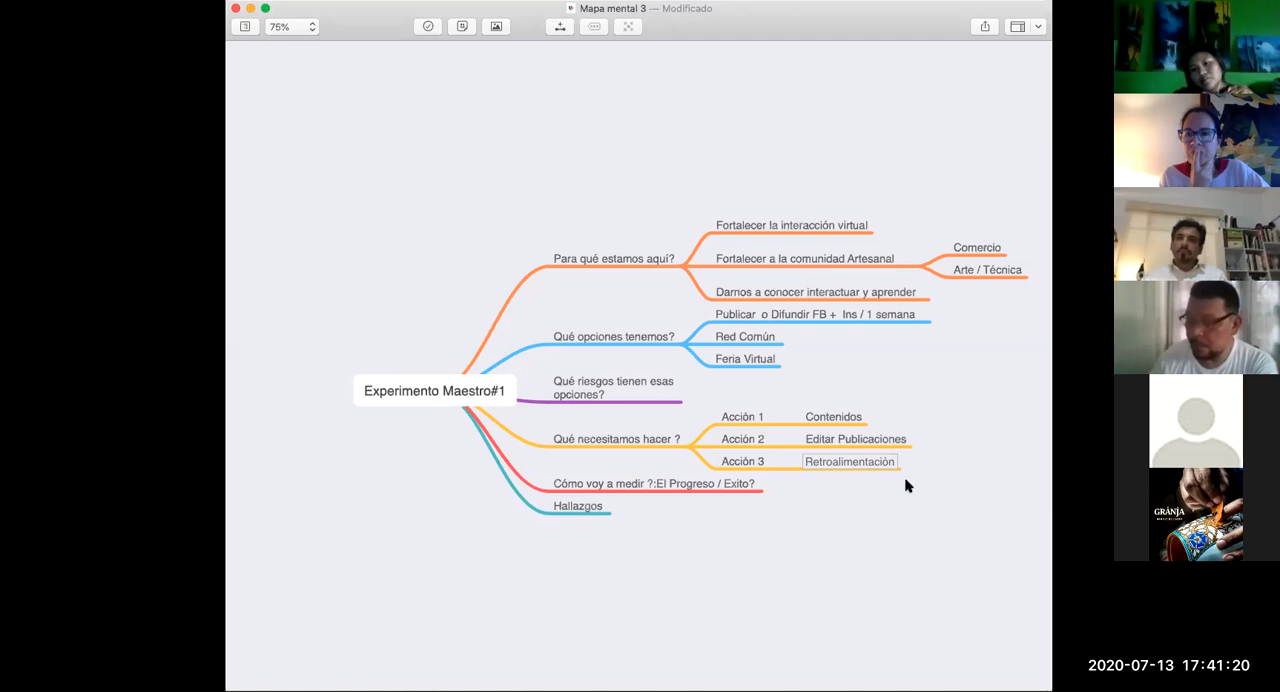 Mapa mental 3 — Modificado
75%
Fortalecer la interacción virtual
Comercio
Para qué estamos aquí?
Fortalecer a la comunidad Artesanal
Arte / Técnica
Darnos a conocer interactuar y aprender
Publicar  o Difundir FB +  Ins / 1 semana
Qué opciones tenemos?
Red Común
Feria Virtual
Experimento Maestro#1
Qué riesgos tienen esas
opciones?
Acción 1
Contenidos
Qué necesitamos hacer ?
Acción 2
Editar Publicaciones
Acción 3
Retroalimentación
Cómo voy a medir ?:El Progreso / Exito?
Hallazgos
GRÁNJA
2020-07-13 17:41:20